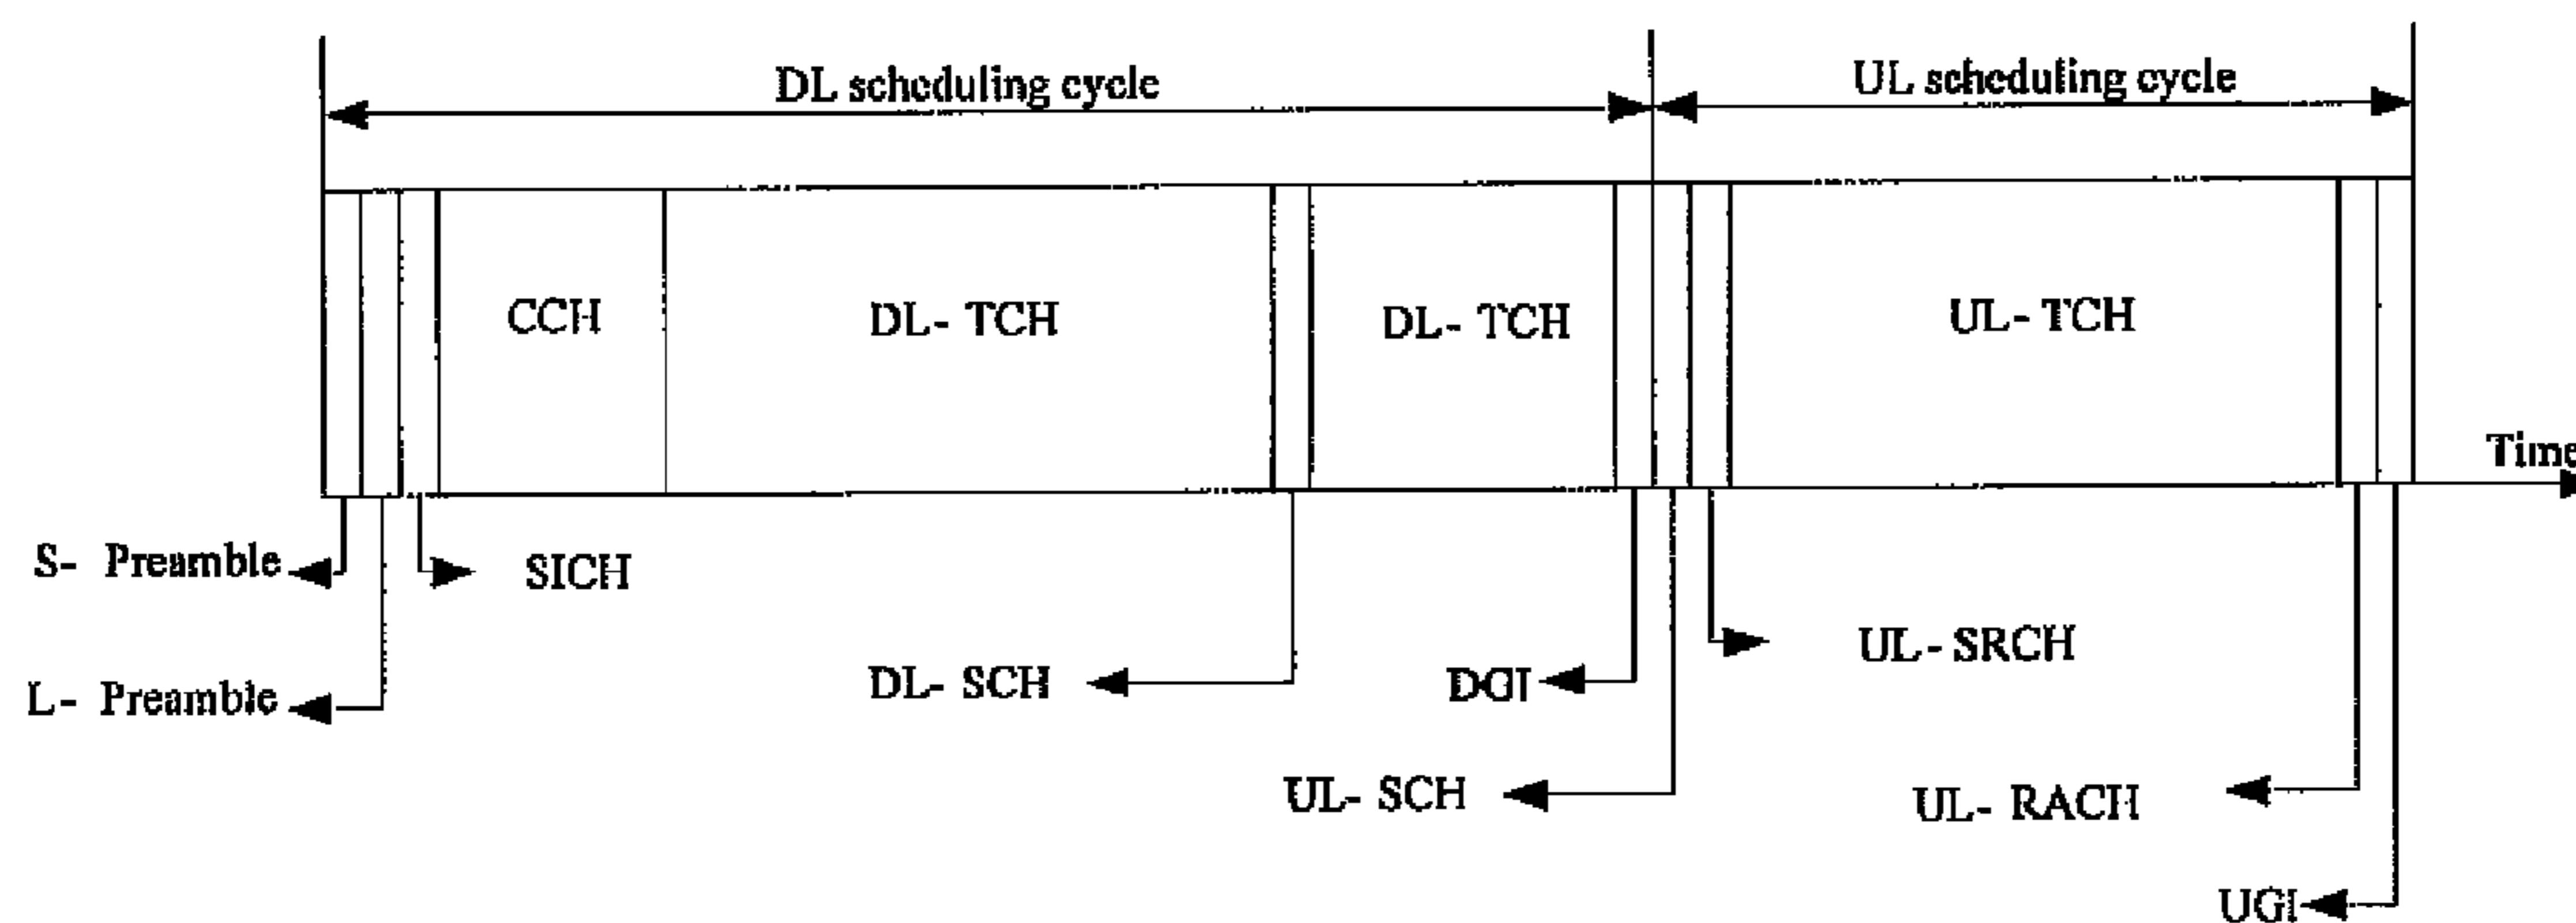 DL scheduling cycle
UL scheduling cycle
CCH
DL- TCH
DL- TCH
UL- TCH
Time
S- Preamble
SICH
L- Preamble
DL- SCH
DGI
UL- SRCH
UL- SCH
UL- RACH
UGI